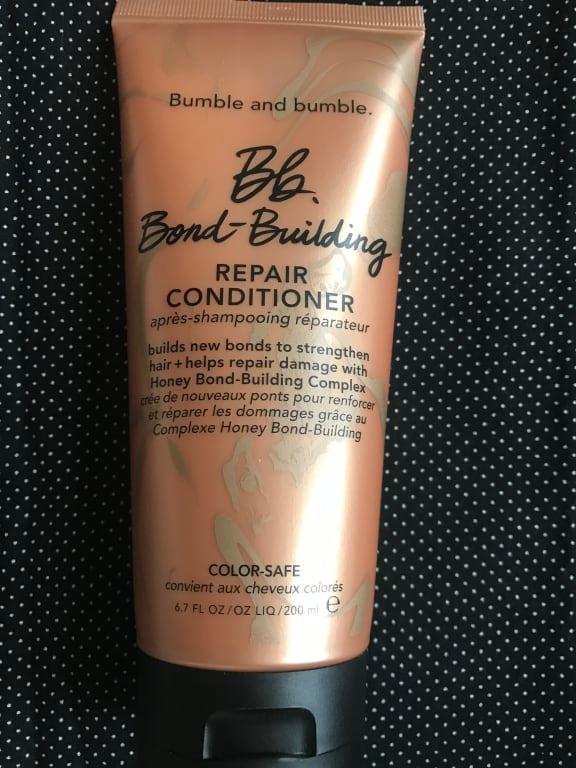 Bumble and bumble.
Bb.
Bond-Building
REPAIR
CONDITIONER
après-shampooing réparateur
builds new bonds to strengthen
hair + helps repair damage with
Honey Bond-Building Complex
crée de nouveaux ponts pour renforcer
et réparer les dommages grâce au
Complexe Honey Bond-Building
COLOR-SAFE
convient aux cheveux colorés
6.7 FL OZ/OZ LIQ/200 ml e